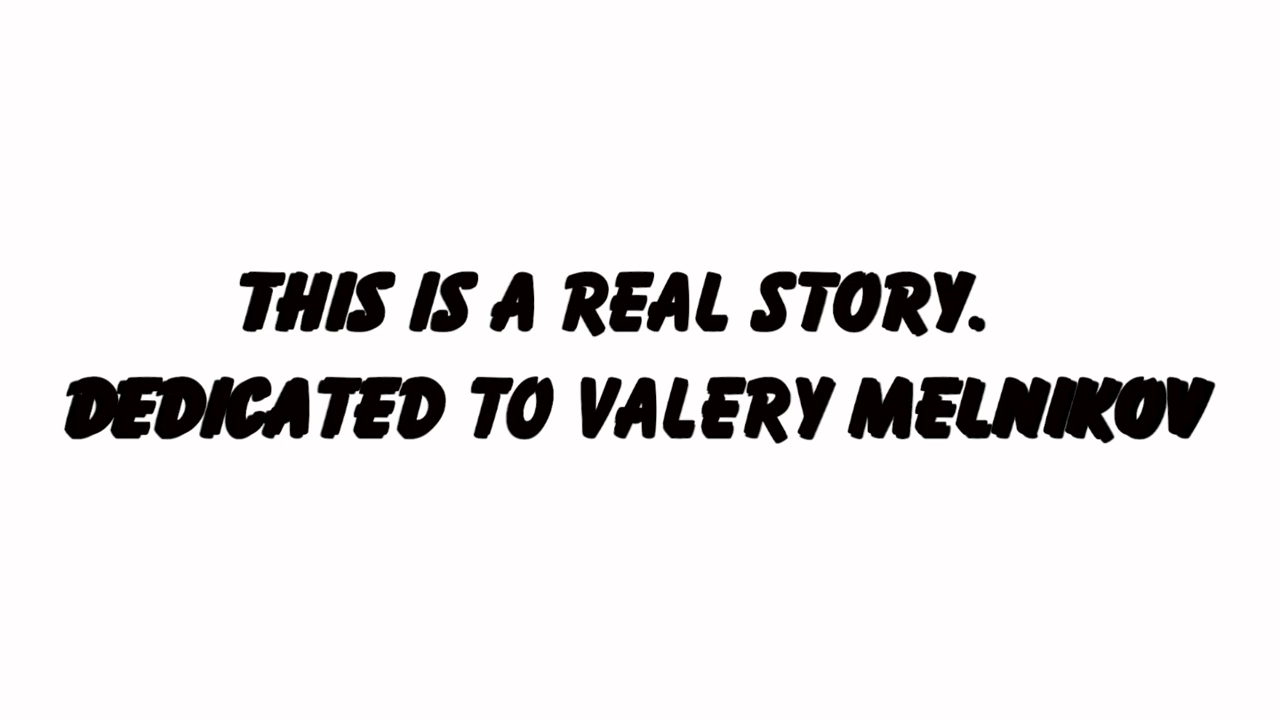 THIS IS A REAL STORY.
DEDICATED TO VALERY MELNIKOV